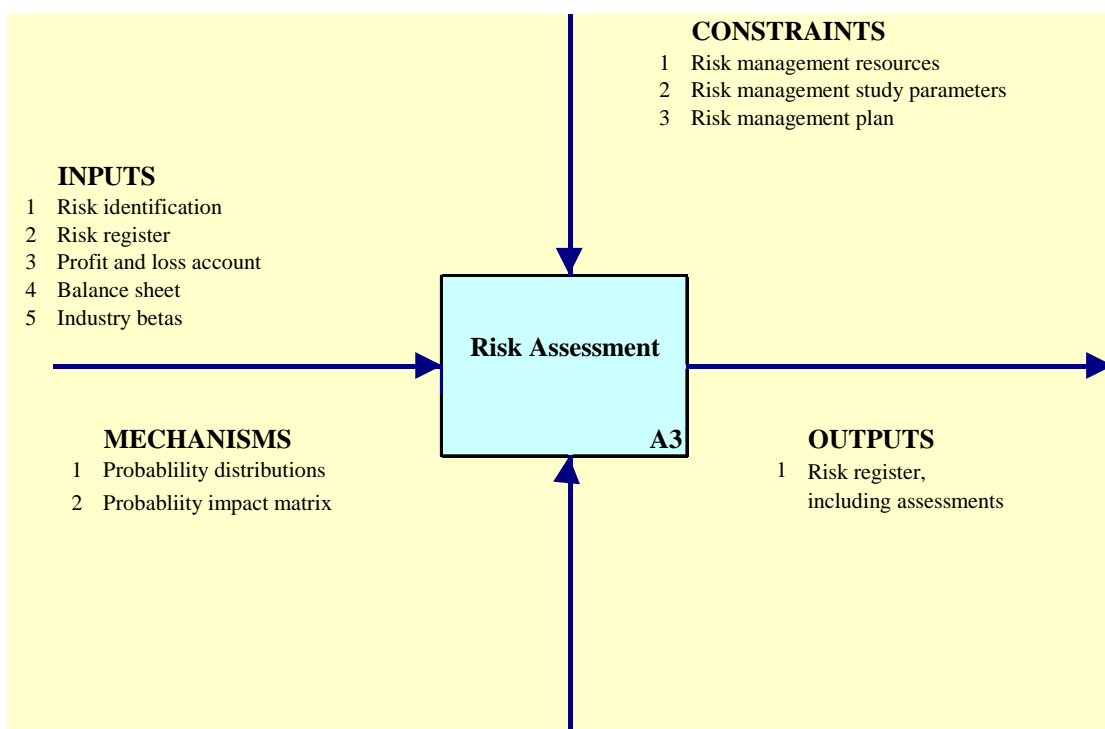 CONSTRAINTS
1 Risk management resources
2 Risk management study parameters
3 Risk management plan
INPUTS
1 Risk identification
2 Risk register
3 Profit and loss account
4 Balance sheet
5 Industry betas
Risk Assessment
A3
MECHANISMS
1 Probablility distributions
2 Probabliity impact matrix
OUTPUTS
1 Risk register,
including assessments